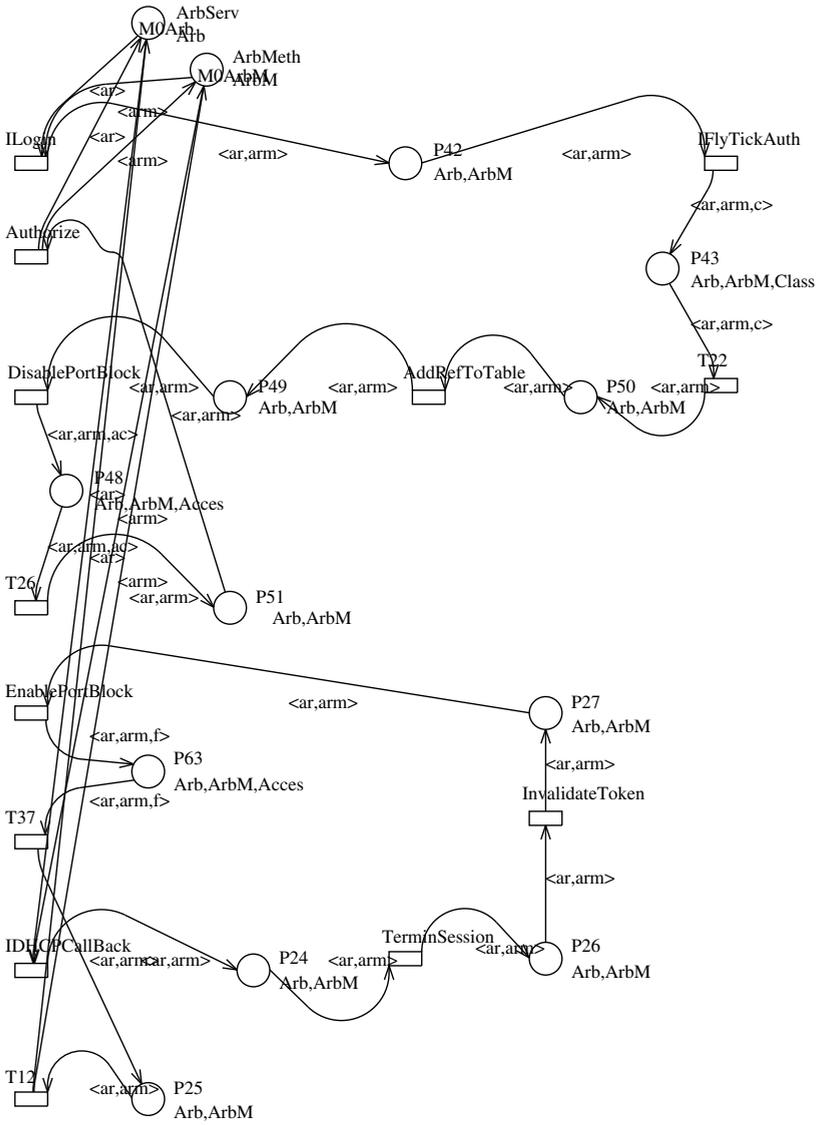 ArbServ
M0Arb
Arb
ArbMeth
M0ArbM
ArbM
<ar>
<arm>
ILogin
<ar>
<arm>
<ar,arm>
P42
Arb,ArbM
<ar,arm>
IFlyTickAuth
<ar,arm,c>
Authorize
P43
Arb,ArbM,Class
<ar,arm,c>
T22
DisablePortBlock
<ar,arm>
P49
Arb,ArbM
<ar,arm>
AddRefToTable
<ar,arm>
P50
Arb,ArbM
<ar,arm>
<ar,arm>
<ar,arm,ac>
P48
Arb,ArbM,Acces
<ar>
<arm>
<ar,arm,ac>
<ar>
T26
<arm>
<ar,arm>
P51
Arb,ArbM
EnablePortBlock
<ar,arm>
P27
Arb,ArbM
<ar,arm,f>
P63
Arb,ArbM,Acces
<ar,arm>
<ar,arm,f>
InvalidateToken
T37
<ar,arm>
IDHCPCallBack
<ar,arm>
<ar,arm>
P24
Arb,ArbM
<ar,arm>
TerminSession
<ar,arm>
P26
Arb,ArbM
T12
<ar,arm>
P25
Arb,ArbM